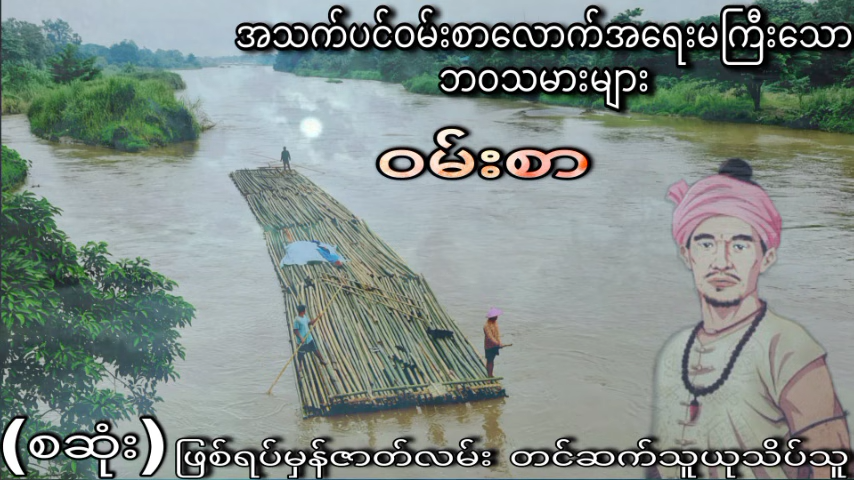 အသက်ပင်ဝမ်းစာလောက်အရေးမကြီးသော
ဘဝသမားများ
ဝမ်းစာ
(စဆုံး) ဖြစ်ရပ်မှန်ဇာတ်လမ်း တင်ဆက်သူယုသိပ်သူ